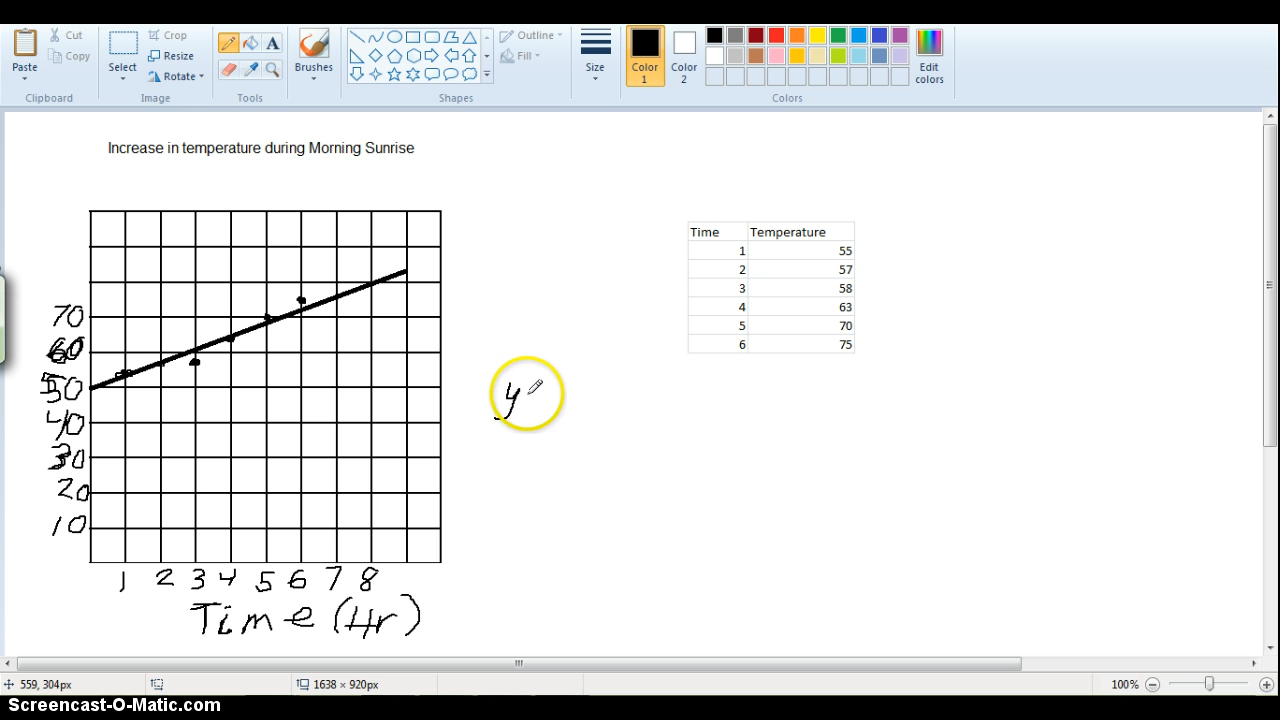 Paste
Cut
Copy
Clipboard
Select
Crop
Resize
Rotate
Image
A
Tools
Brushes
Outline
Fill
Shapes
Size
Color
1
Color
2
Edit
colors
Colors
Increase in temperature during Morning Sunrise
Time Temperature
1 55
2 57
3 58
4 63
5 70
6 75
70
60
50
40
30
20
10
1 2 3 4 5 6 7 8
Time (Hr)
y
559, 304px
1638 × 920px
100%
Screencast-O-Matic.com